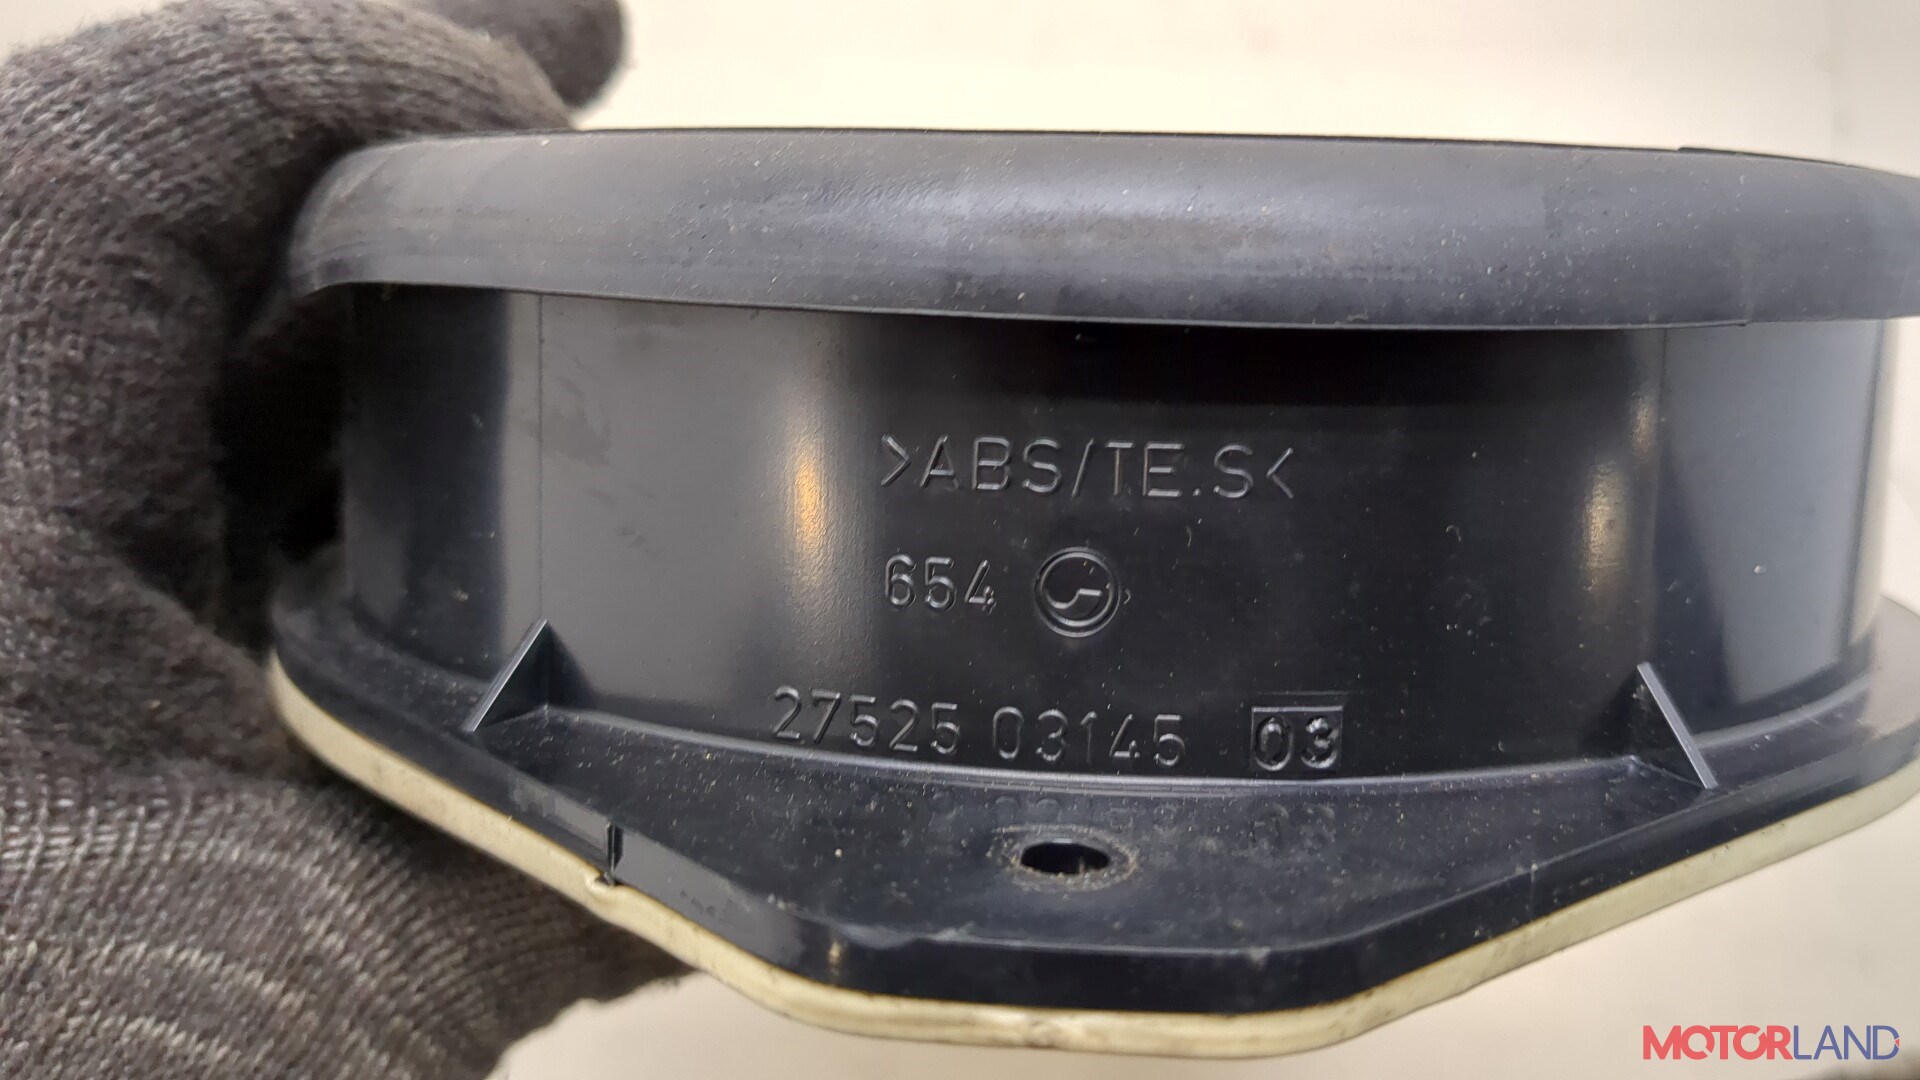 >ABS/TE.S<
654
27525 03145 03
MOTORLAND